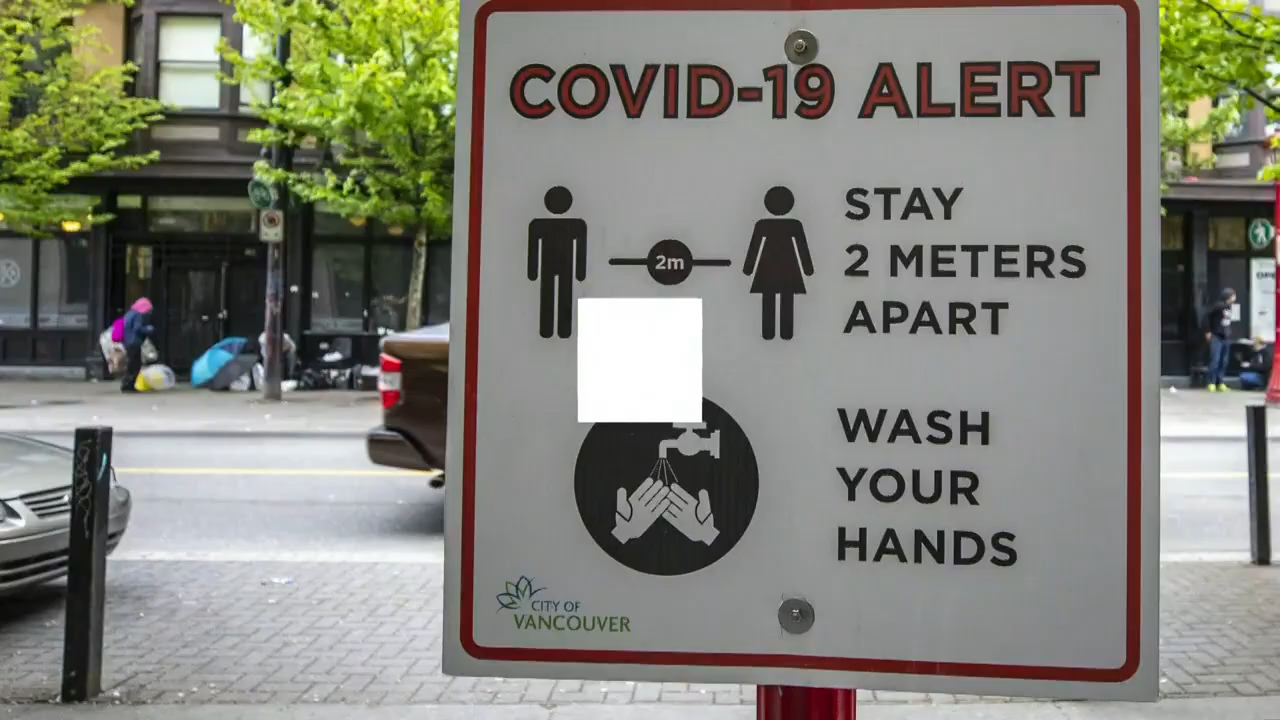 COVID-19 ALERT
2m
STAY
2 METERS
APART
WASH
YOUR
HANDS
CITY OF
VANCOUVER